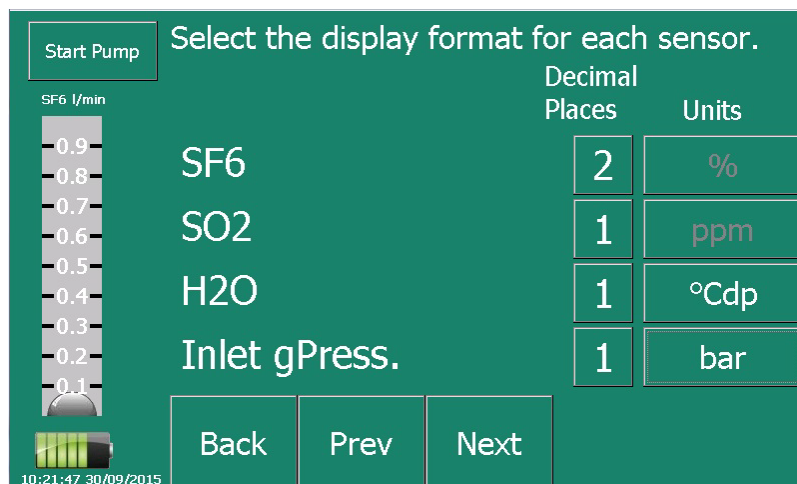 Start Pump
Select the display format for each sensor.
Decimal
Places
Units
SF6 l/min
0.9
0.8
0.7
0.6
0.5
0.4
0.3
0.2
0.1
SF6 2 %
SO2 1 ppm
H2O 1 °Cdp
Inlet gPress. 1 bar
Back Prev Next
10:21:47 30/09/2015